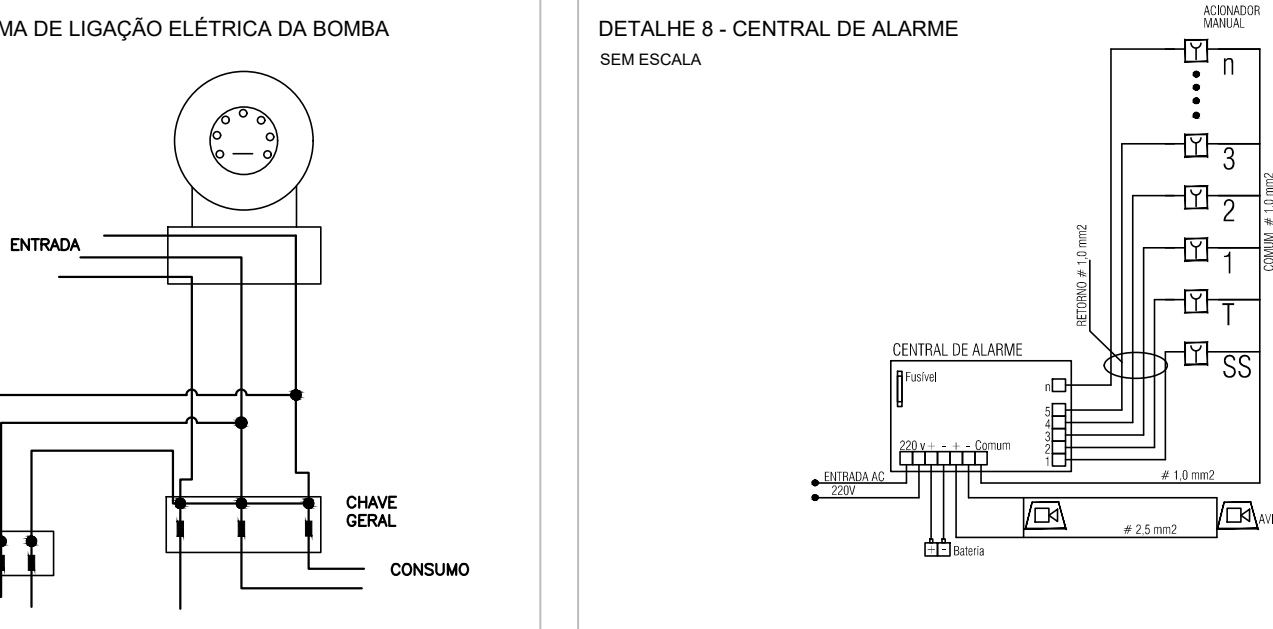 MA DE LIGAÇÃO ELÉTRICA DA BOMBA
ENTRADA
CHAVE
GERAL
CONSUMO
DETALHE 8 - CENTRAL DE ALARME
SEM ESCALA
ACIONADOR
MANUAL
n
3
2
1
T
SS
COMUM # 1.0 mm2
RETORNO # 1,0 mm2
CENTRAL DE ALARME
Fusível
n
5
4
3
2
1
220 v + - + - Comum
ENTRADA AC
220V
# 1,0 mm2
# 2,5 mm2
+ - Bateria